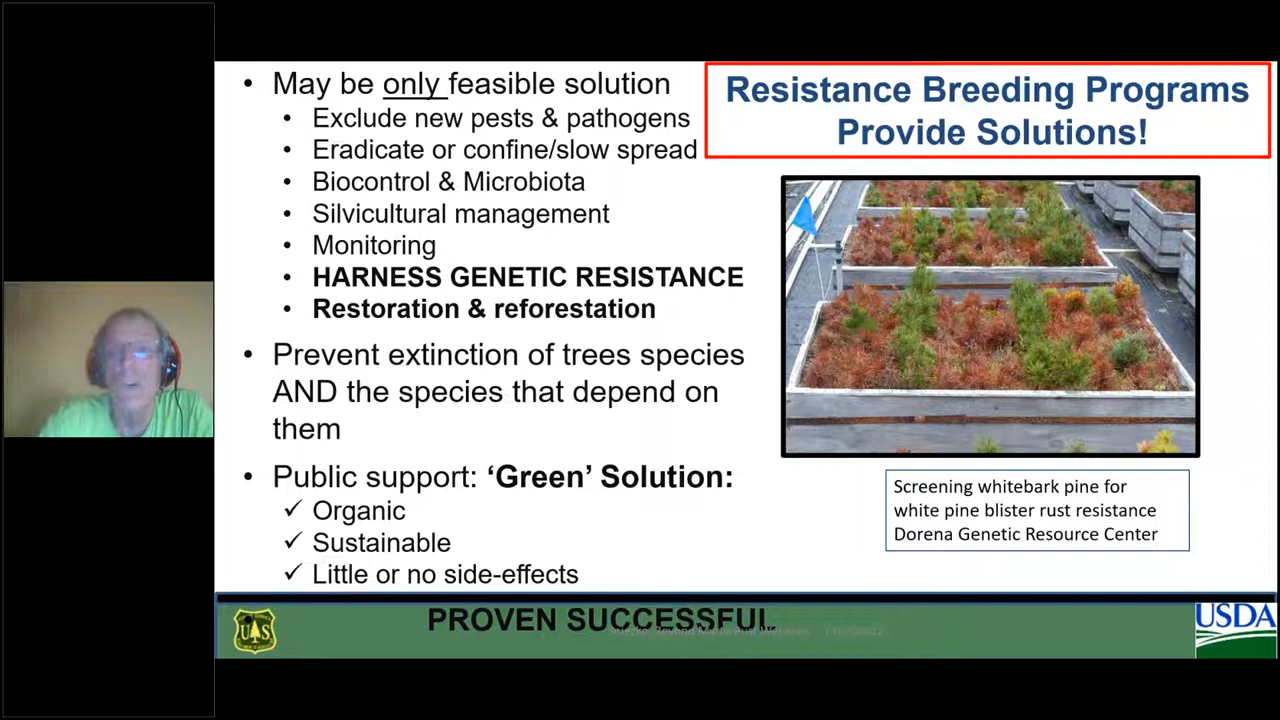 • May be only feasible solution
• Exclude new pests & pathogens
• Eradicate or confine/slow spread
• Biocontrol & Microbiota
• Silvicultural management
• Monitoring
• HARNESS GENETIC RESISTANCE
• Restoration & reforestation
• Prevent extinction of trees species
AND the species that depend on
them
• Public support: ‘Green’ Solution:
✓ Organic
✓ Sustainable
✓ Little or no side-effects
PROVEN SUCCESSFUL
Resistance Breeding Programs
Provide Solutions!
Screening whitebark pine for
white pine blister rust resistance
Dorena Genetic Resource Center
US
USDA